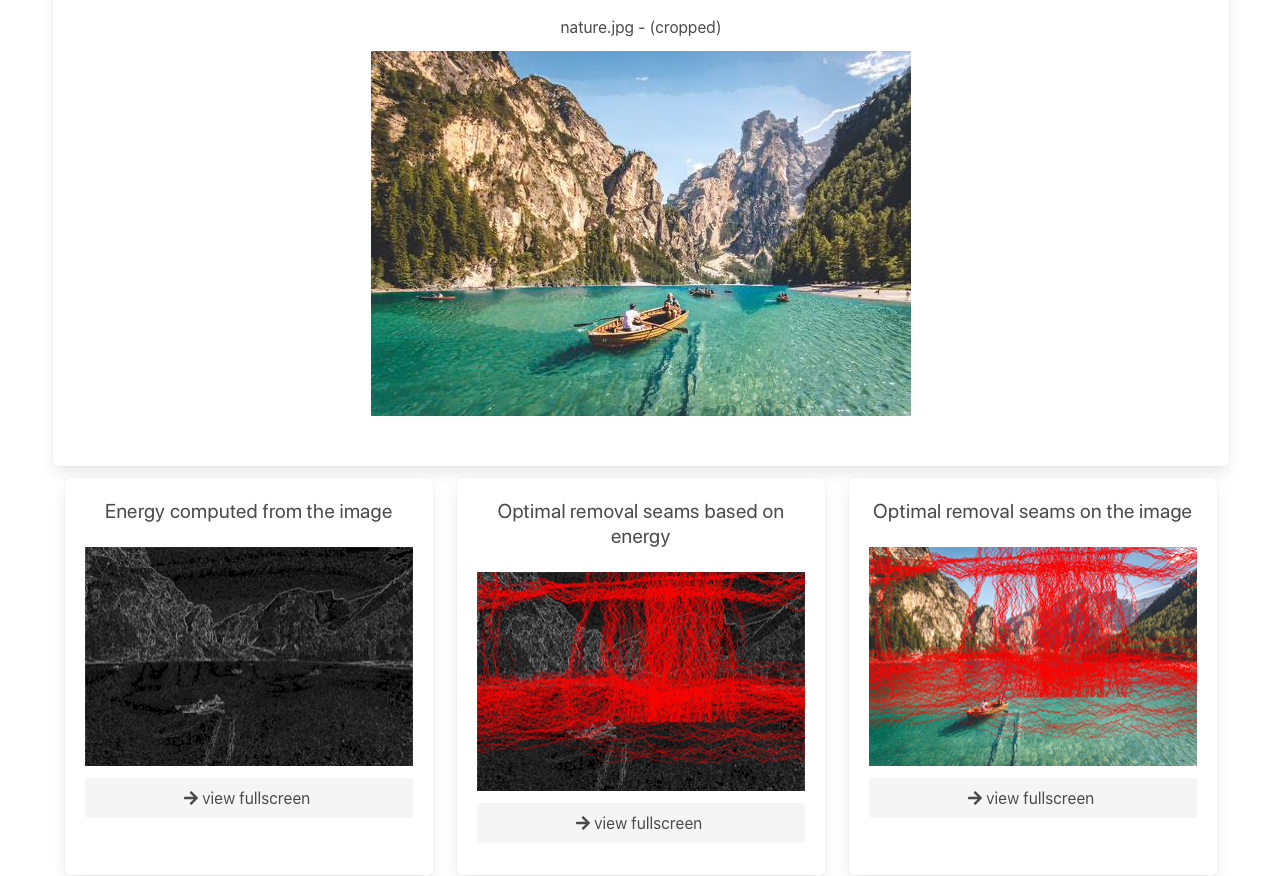 nature.jpg - (cropped)
Energy computed from the image
Optimal removal seams based on
energy
Optimal removal seams on the image
view fullscreen
view fullscreen
view fullscreen